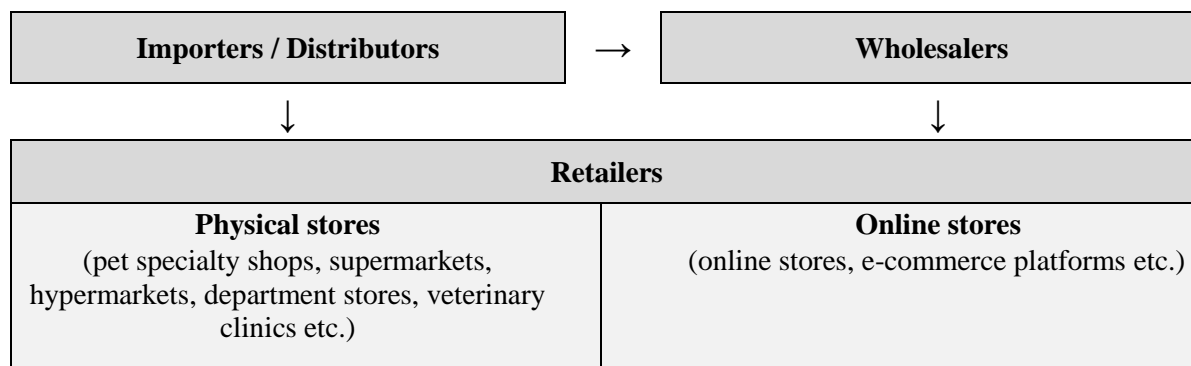 Importers / Distributors → Wholesalers
↓ ↓
Retailers
Physical stores
(pet specialty shops, supermarkets,
hypermarkets, department stores, veterinary
clinics etc.)
Online stores
(online stores, e-commerce platforms etc.)